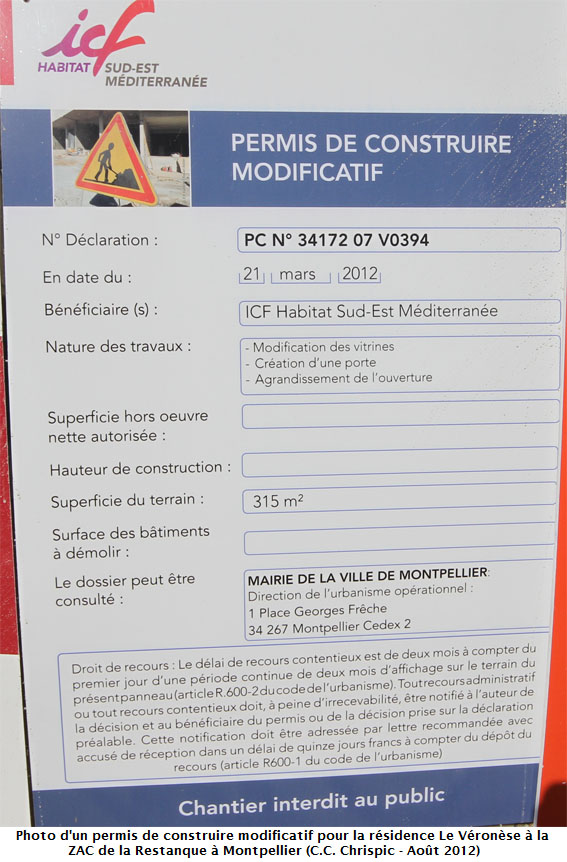 icf
HABITAT SUD-EST
MÉDITERRANÉE
PERMIS DE CONSTRUIRE
MODIFICATIF
N° Déclaration : PC N° 34172 07 V0394
En date du : 21 mars 2012
Bénéficiaire (s) : ICF Habitat Sud-Est Méditerranée
Nature des travaux : - Modification des vitrines
- Création d'une porte
- Agrandissement de l'ouverture
Superficie hors oeuvre
nette autorisée :
Hauteur de construction :
Superficie du terrain : 315 m²
Surface des bâtiments
à démolir :
Le dossier peut être
consulté :
MAIRIE DE LA VILLE DE MONTPELLIER:
Direction de l'urbanisme opérationnel :
1 Place Georges Frêche
34 267 Montpellier Cedex 2
Droit de recours : Le délai de recours contentieux est de deux mois à compter du
premier jour d'une période continue de deux mois d'affichage sur le terrain du
présent panneau (article R.600-2 du code de l'urbanisme). Tout recours administratif
ou tout recours contentieux doit, à peine d'irrecevabilité, être notifié à l'auteur de
la décision et au bénéficiaire du permis ou de la décision prise sur la déclaration
préalable. Cette notification doit être adressée par lettre recommandée avec
accusé de réception dans un délai de quinze jours francs à compter du dépôt du
recours (article R600-1 du code de l'urbanisme)
Chantier interdit au public
Photo d'un permis de construire modificatif pour la résidence Le Véronèse à la
ZAC de la Restanque à Montpellier (C.C. Chrispic - Août 2012)